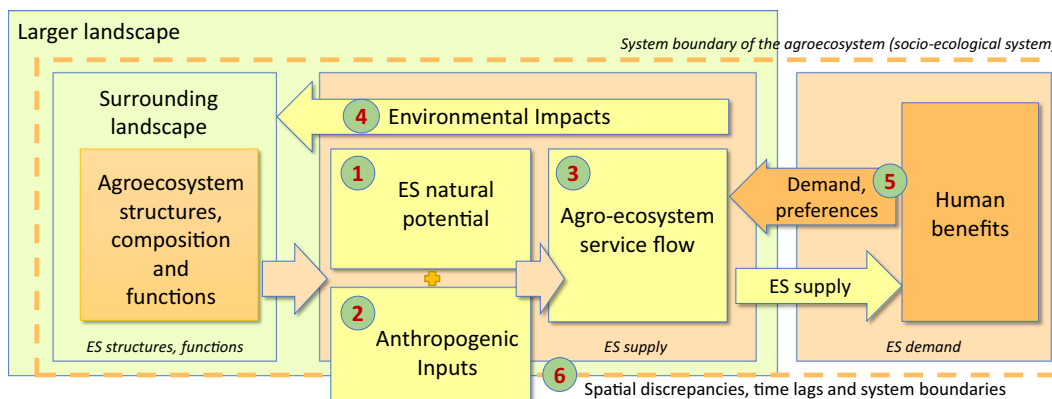 Larger landscape
System boundary of the agroecosystem (socio-ecological system)
Surrounding
landscape
4 Environmental Impacts
Agroecosystem
structures,
composition
and
functions
1
ES natural
potential
2
Anthropogenic
Inputs
3
Agro-ecosystem
service flow
5
Demand,
preferences
Human
benefits
ES supply
ES structures, functions
ES supply
ES demand
6
Spatial discrepancies, time lags and system boundaries